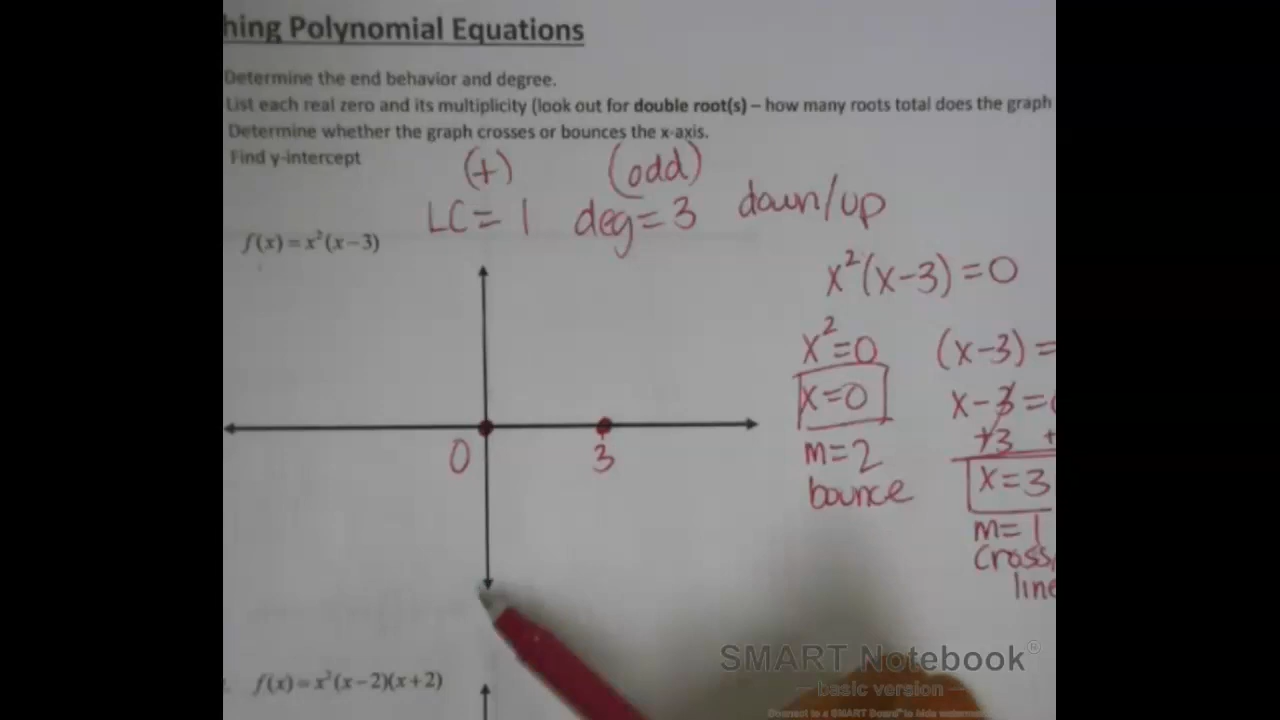 hing Polynomial Equations
Determine the end behavior and degree.
List each real zero and its multiplicity (look out for double root(s) – how many roots total does the graph
Determine whether the graph crosses or bounces the x-axis.
Find y-intercept
(+) (odd)
LC = 1 deg = 3 down/up
f(x) = x²(x−3)
x²(x−3) = 0
x² = 0 (x−3) =
x = 0 x − 3 =
+3 +
0 3 m = 2 x = 3
bounce m = 1
cross
line
f(x) = x²(x−2)(x+2)
SMART Notebook®
— basic version —